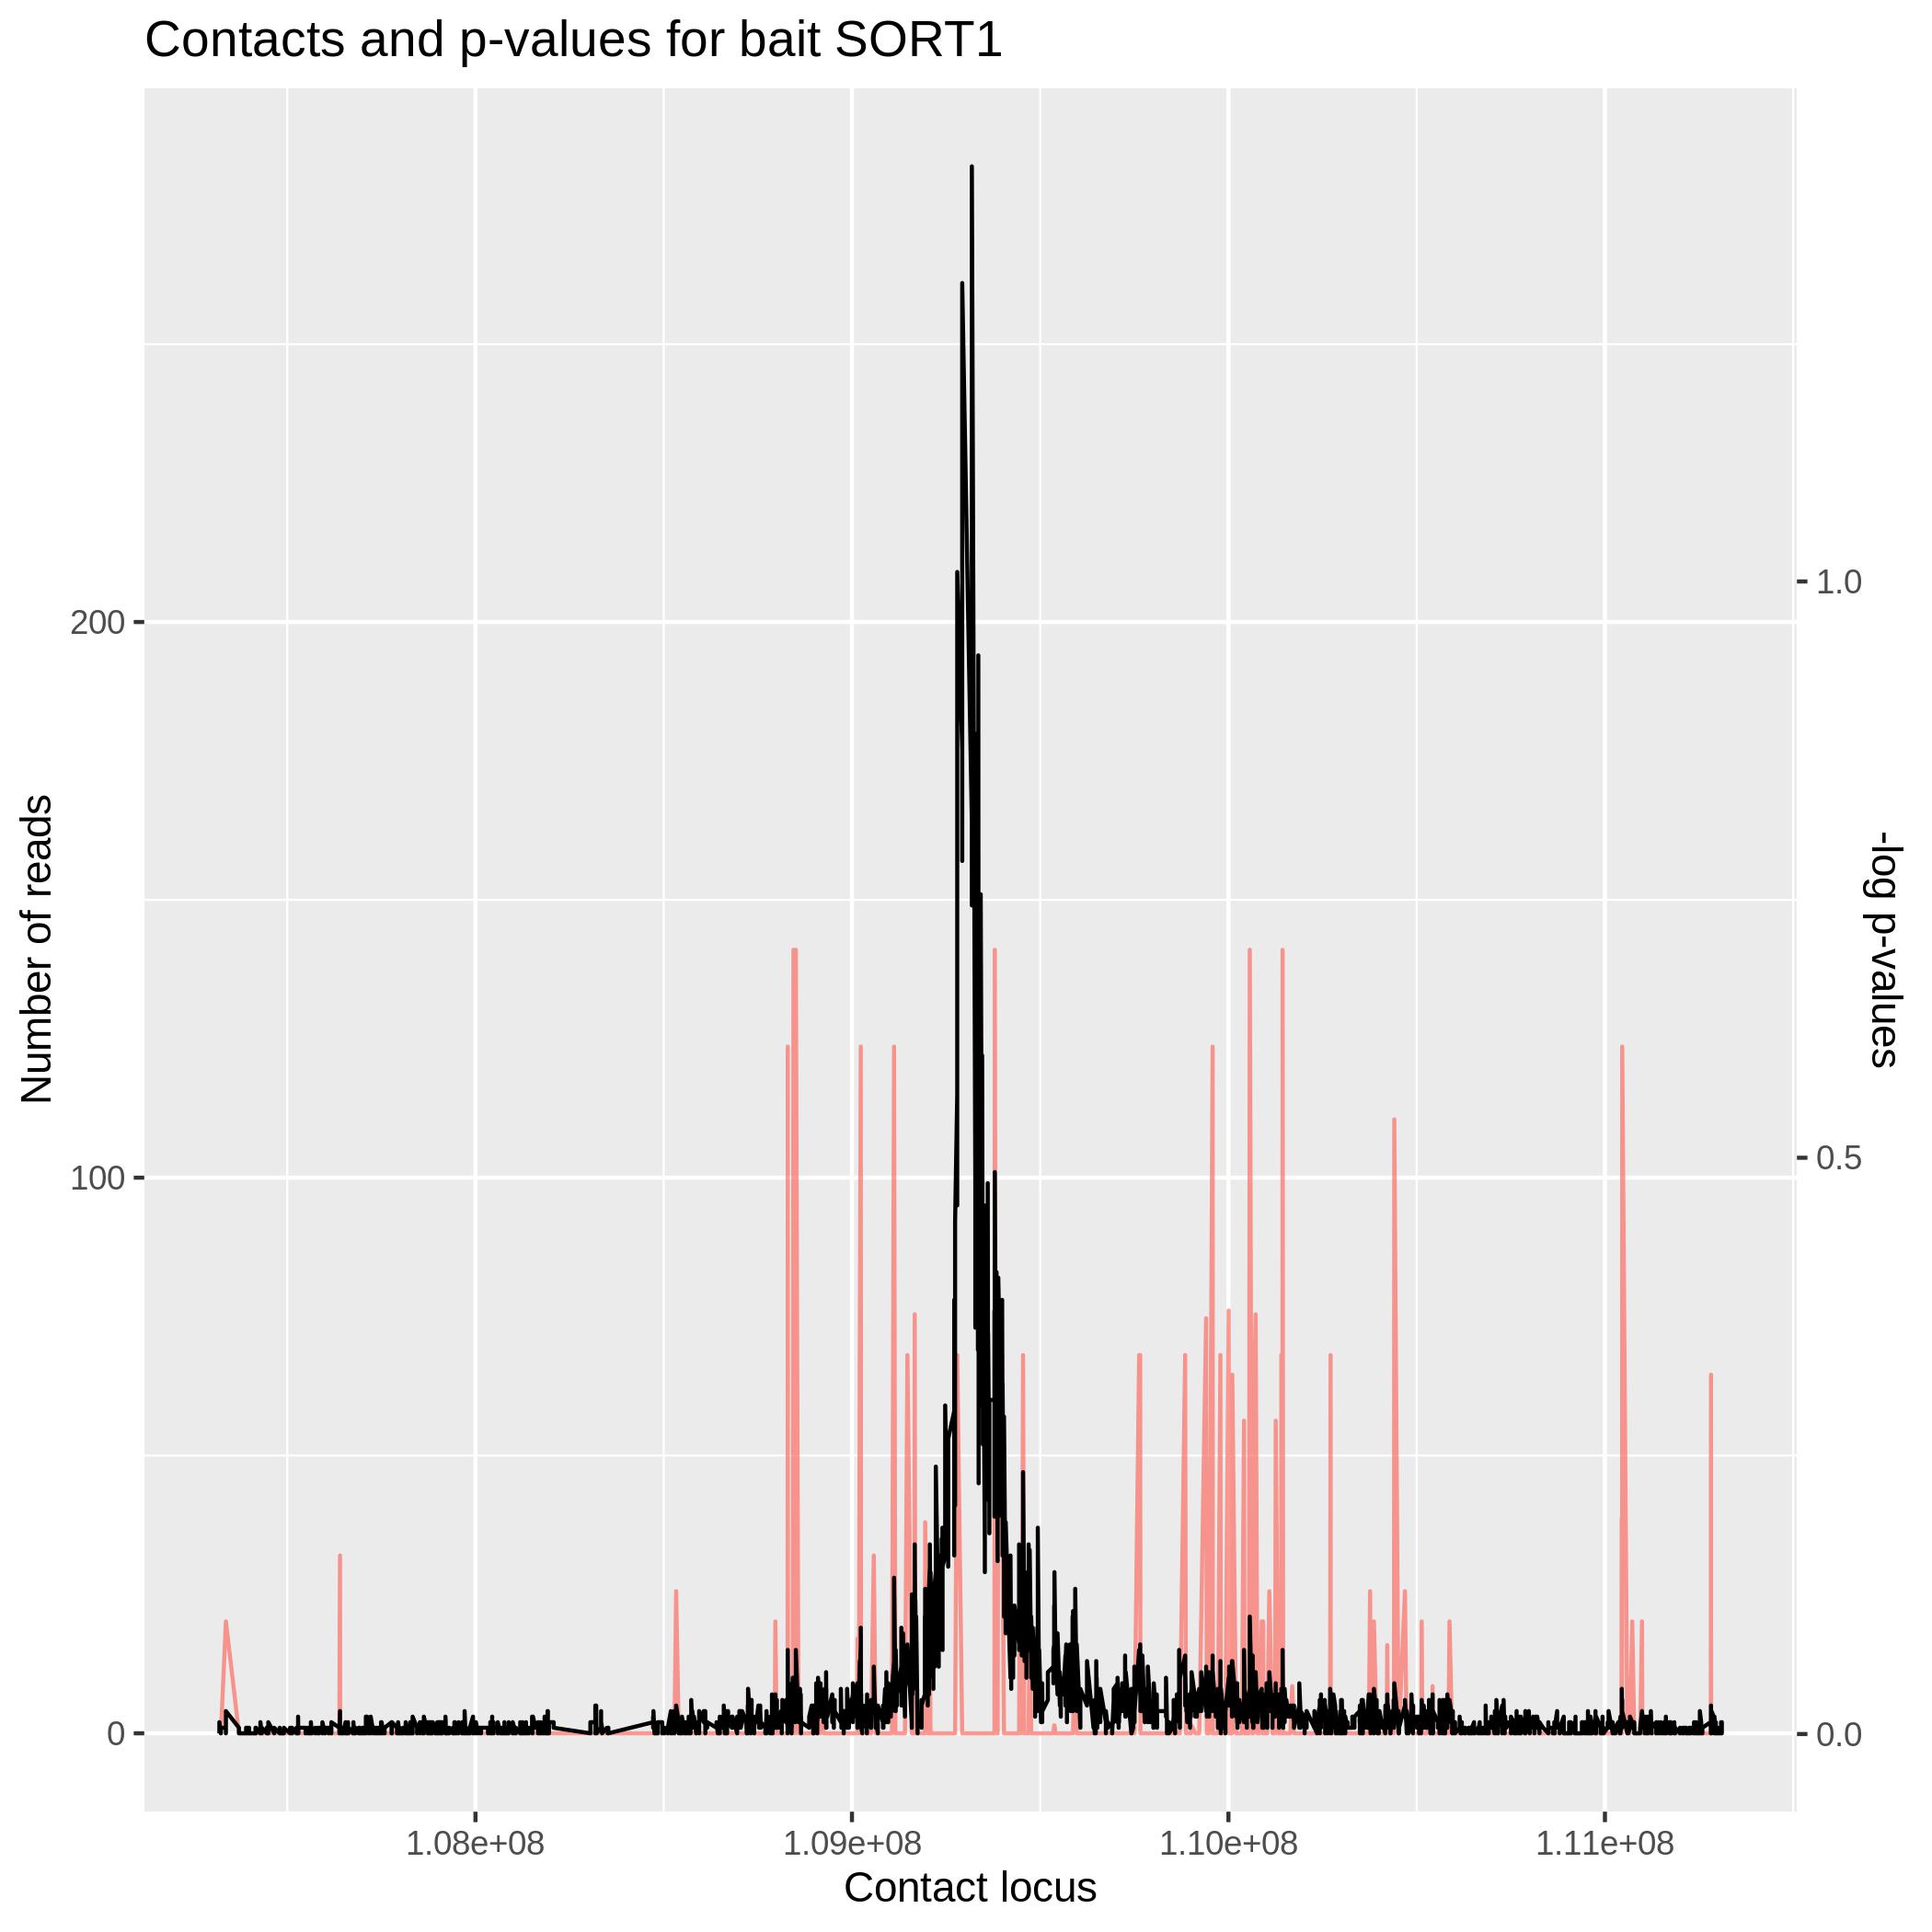 Contacts and p-values for bait SORT1
Number of reads
200
100
0
1.0
0.5
0.0
-log p-values
1.08e+08
1.09e+08
1.10e+08
1.11e+08
Contact locus